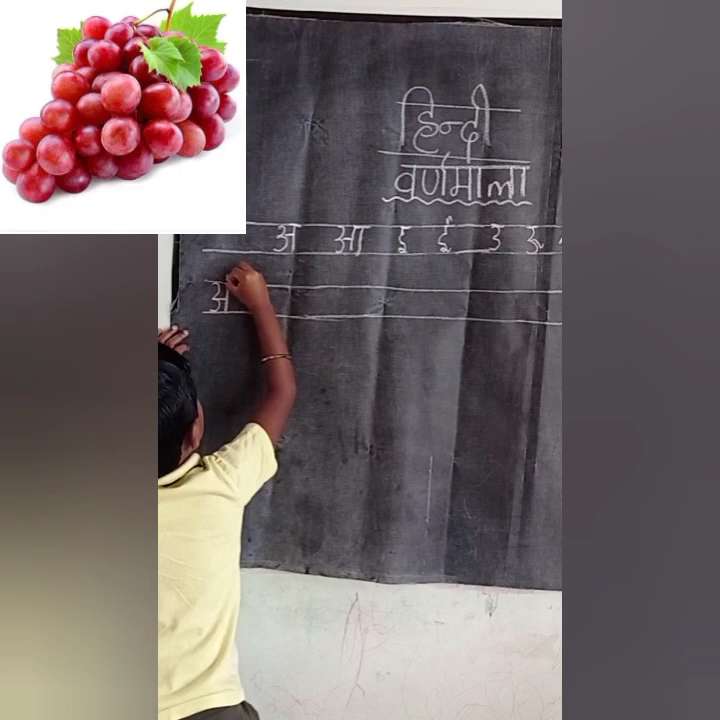 हिन्दी
वर्णमाला
अ आ इ ई उ ऊ
अ